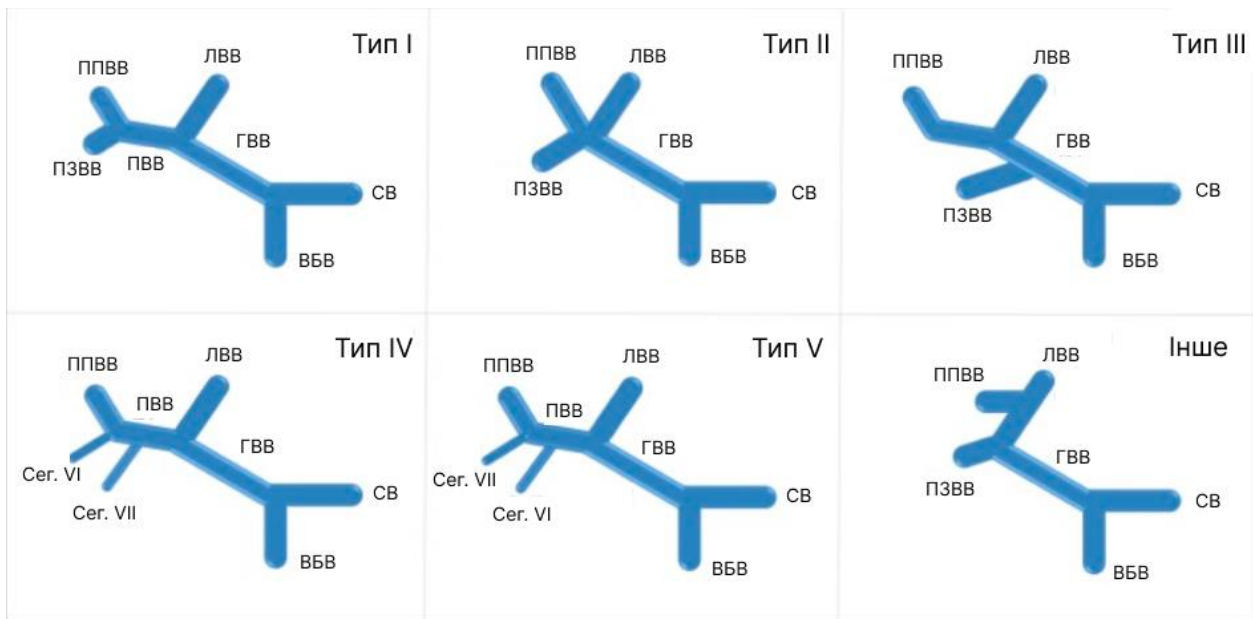 Тип I
ЛВВ
ППВВ
ГВВ
ПЗВВ
ПВВ
СВ
ВБВ
Тип II
ППВВ
ЛВВ
ГВВ
ПЗВВ
СВ
ВБВ
Тип III
ППВВ
ЛВВ
ГВВ
ПЗВВ
СВ
ВБВ
Тип IV
ЛВВ
ППВВ
ПВВ
ГВВ
Сег. VI
Сег. VII
СВ
ВБВ
Тип V
ЛВВ
ППВВ
ПВВ
ГВВ
Сег. VII
Сег. VI
СВ
ВБВ
Інше
ЛВВ
ППВВ
ГВВ
ПЗВВ
СВ
ВБВ